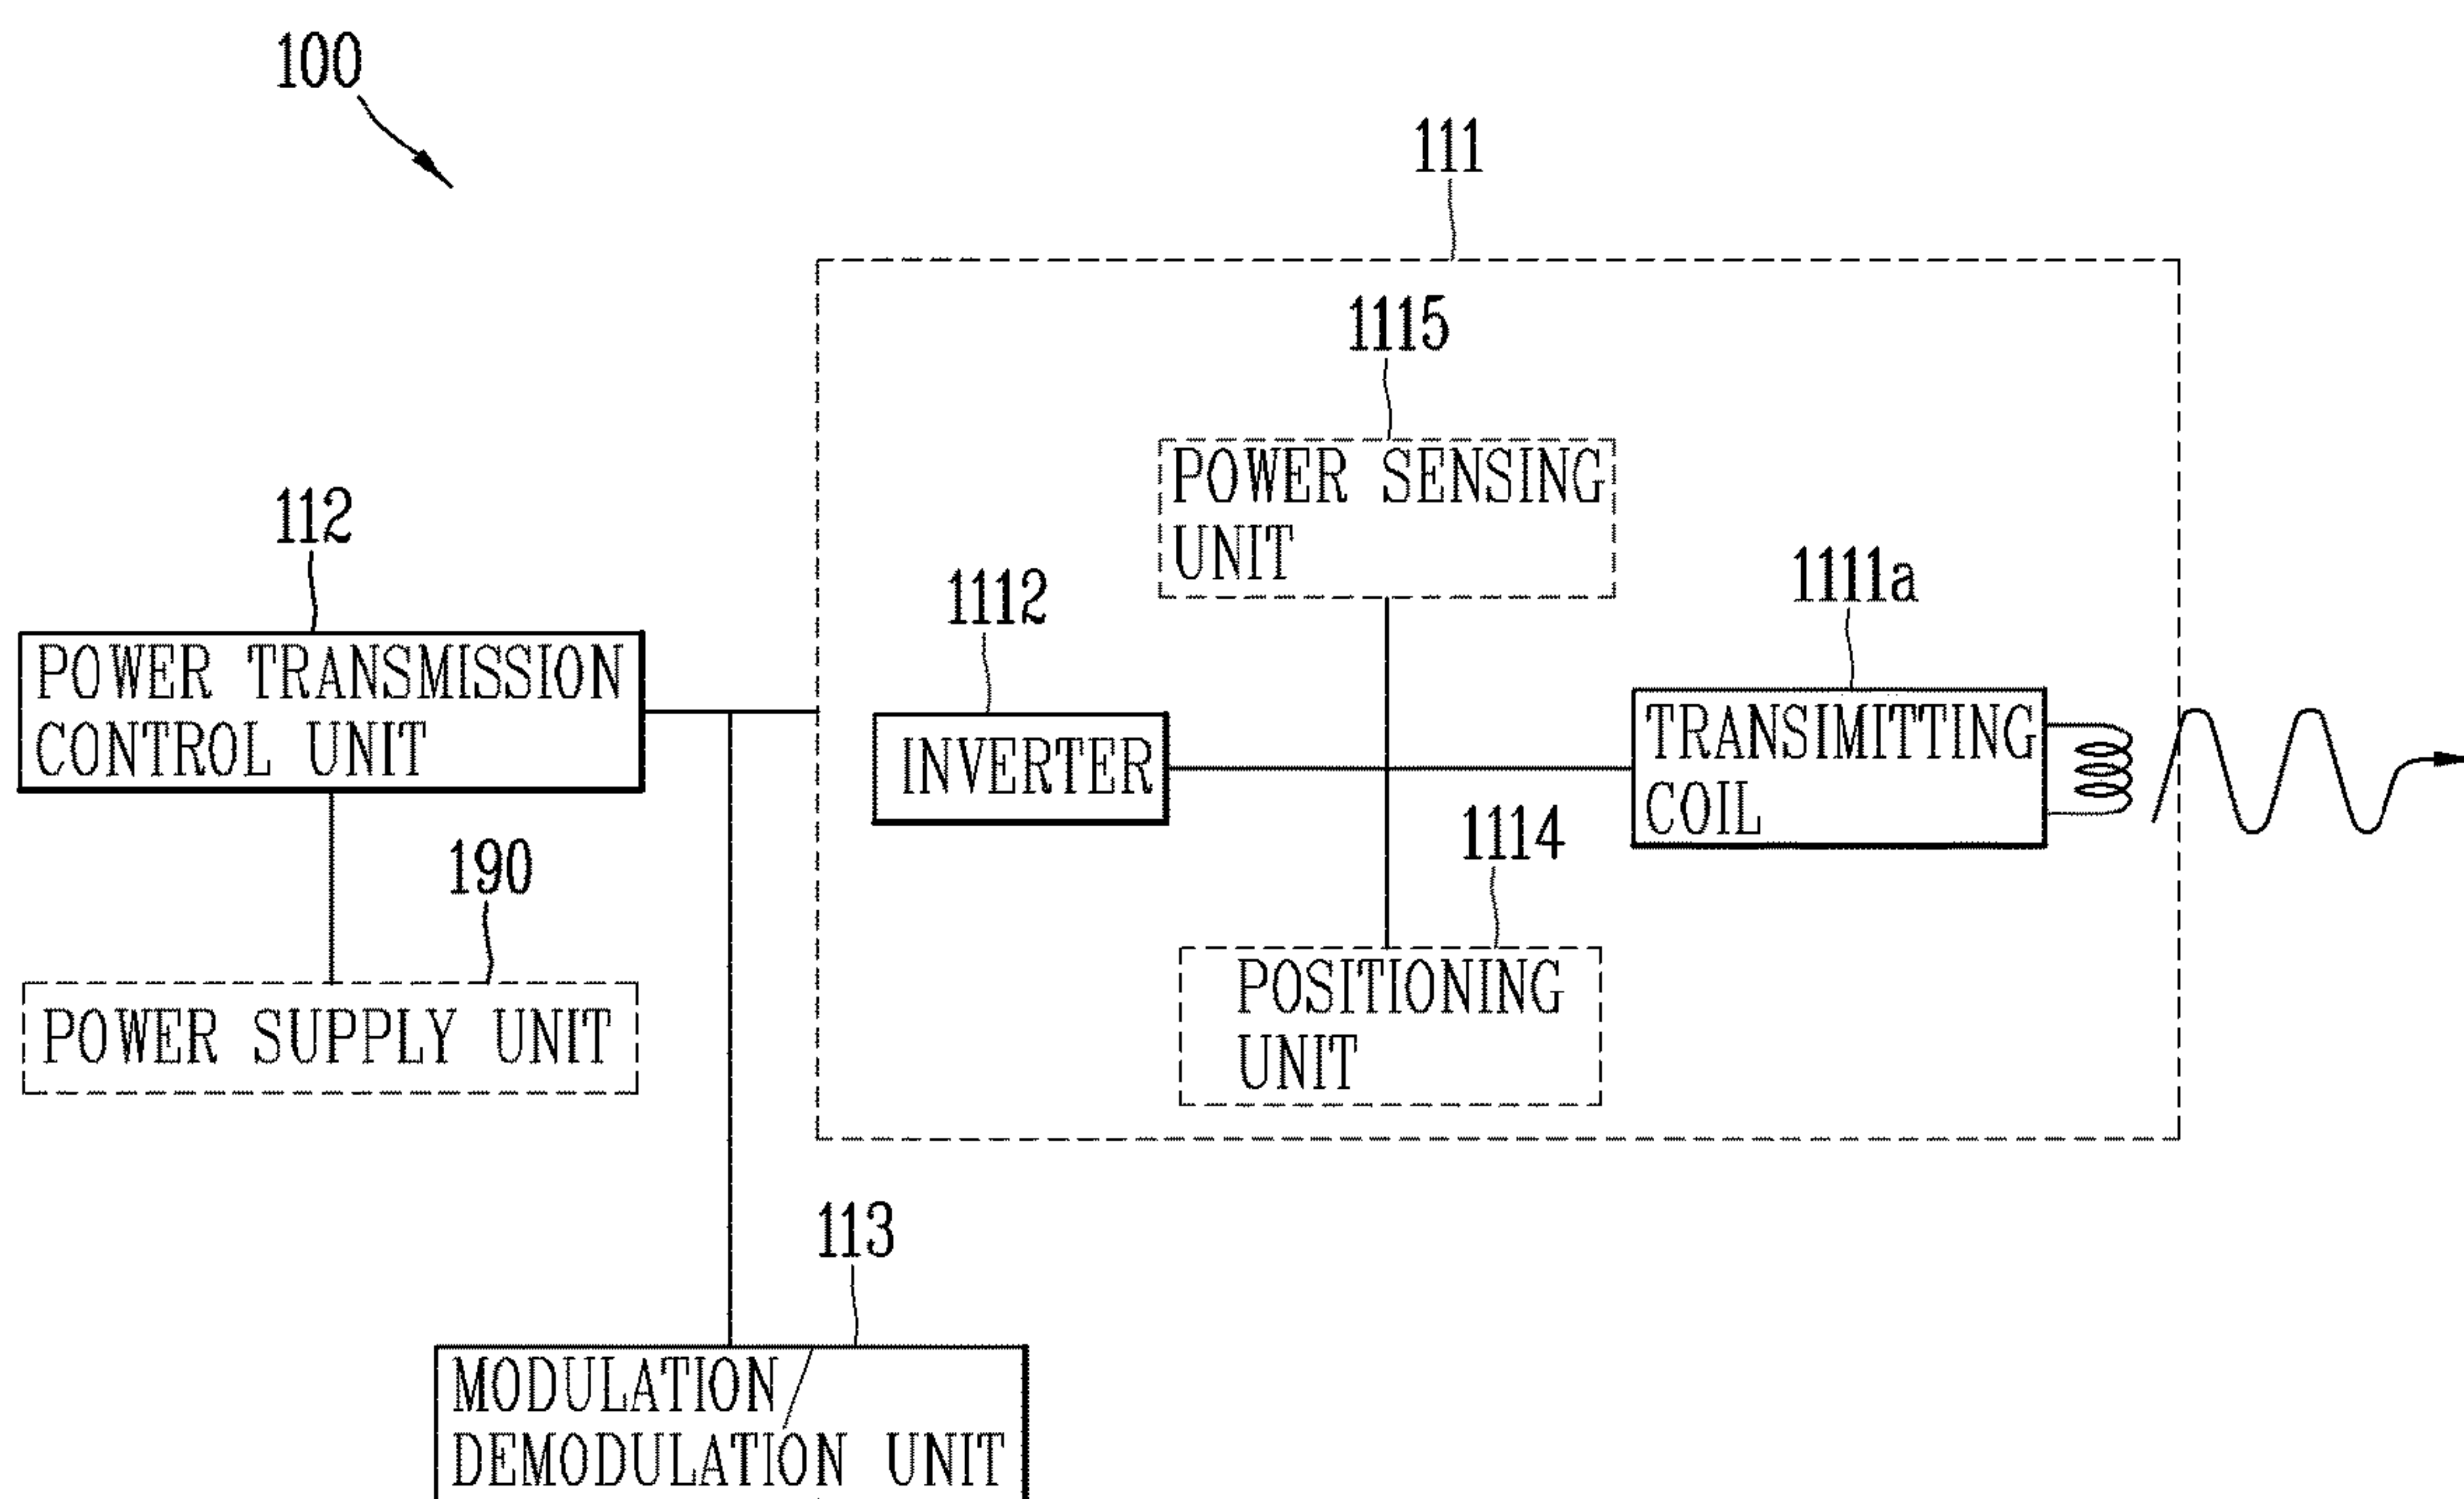 100
111
1115
POWER SENSING
UNIT
112
1112
1111a
POWER TRANSMISSION
CONTROL UNIT
INVERTER
TRANSIMITTING
COIL
190
1114
POWER SUPPLY UNIT
POSITIONING
UNIT
113
MODULATION/
DEMODULATION UNIT